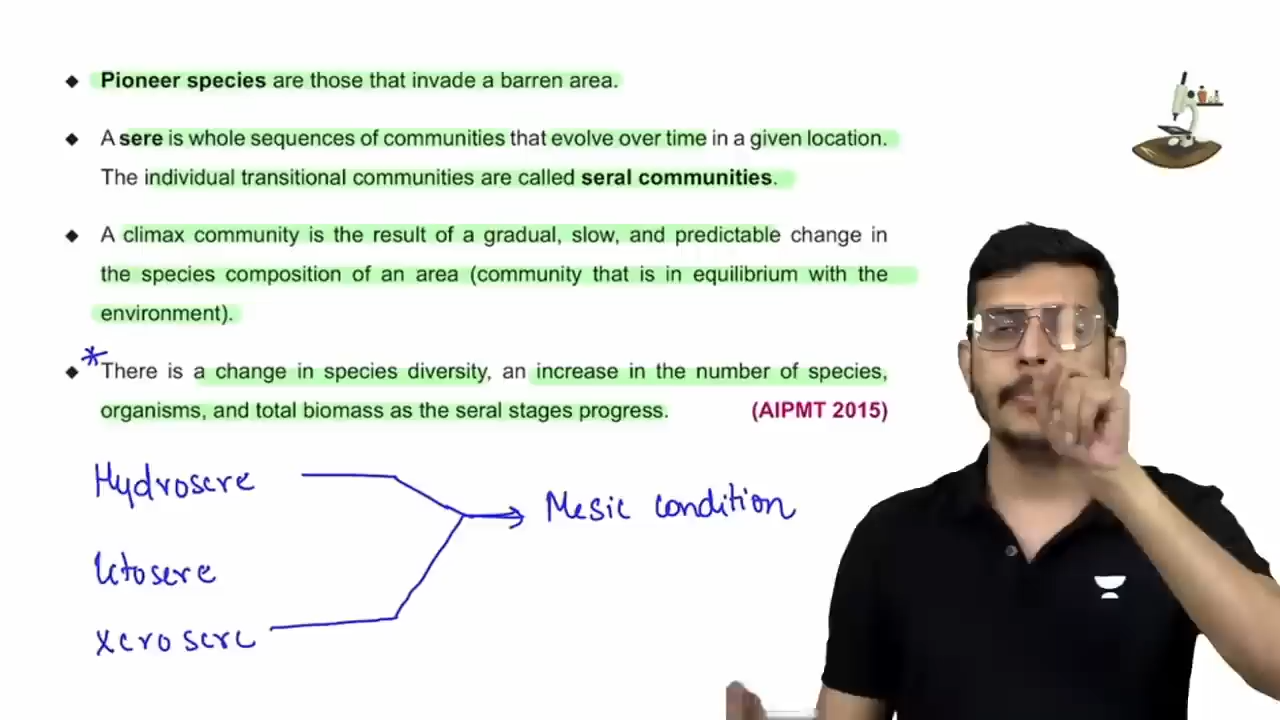 ◆ Pioneer species are those that invade a barren area.
◆ A sere is whole sequences of communities that evolve over time in a given location.
The individual transitional communities are called seral communities.
◆ A climax community is the result of a gradual, slow, and predictable change in
the species composition of an area (community that is in equilibrium with the
environment).
◆ *There is a change in species diversity, an increase in the number of species,
organisms, and total biomass as the seral stages progress. (AIPMT 2015)
Hydrosere
Mesic condition
lctosere
Xerosere